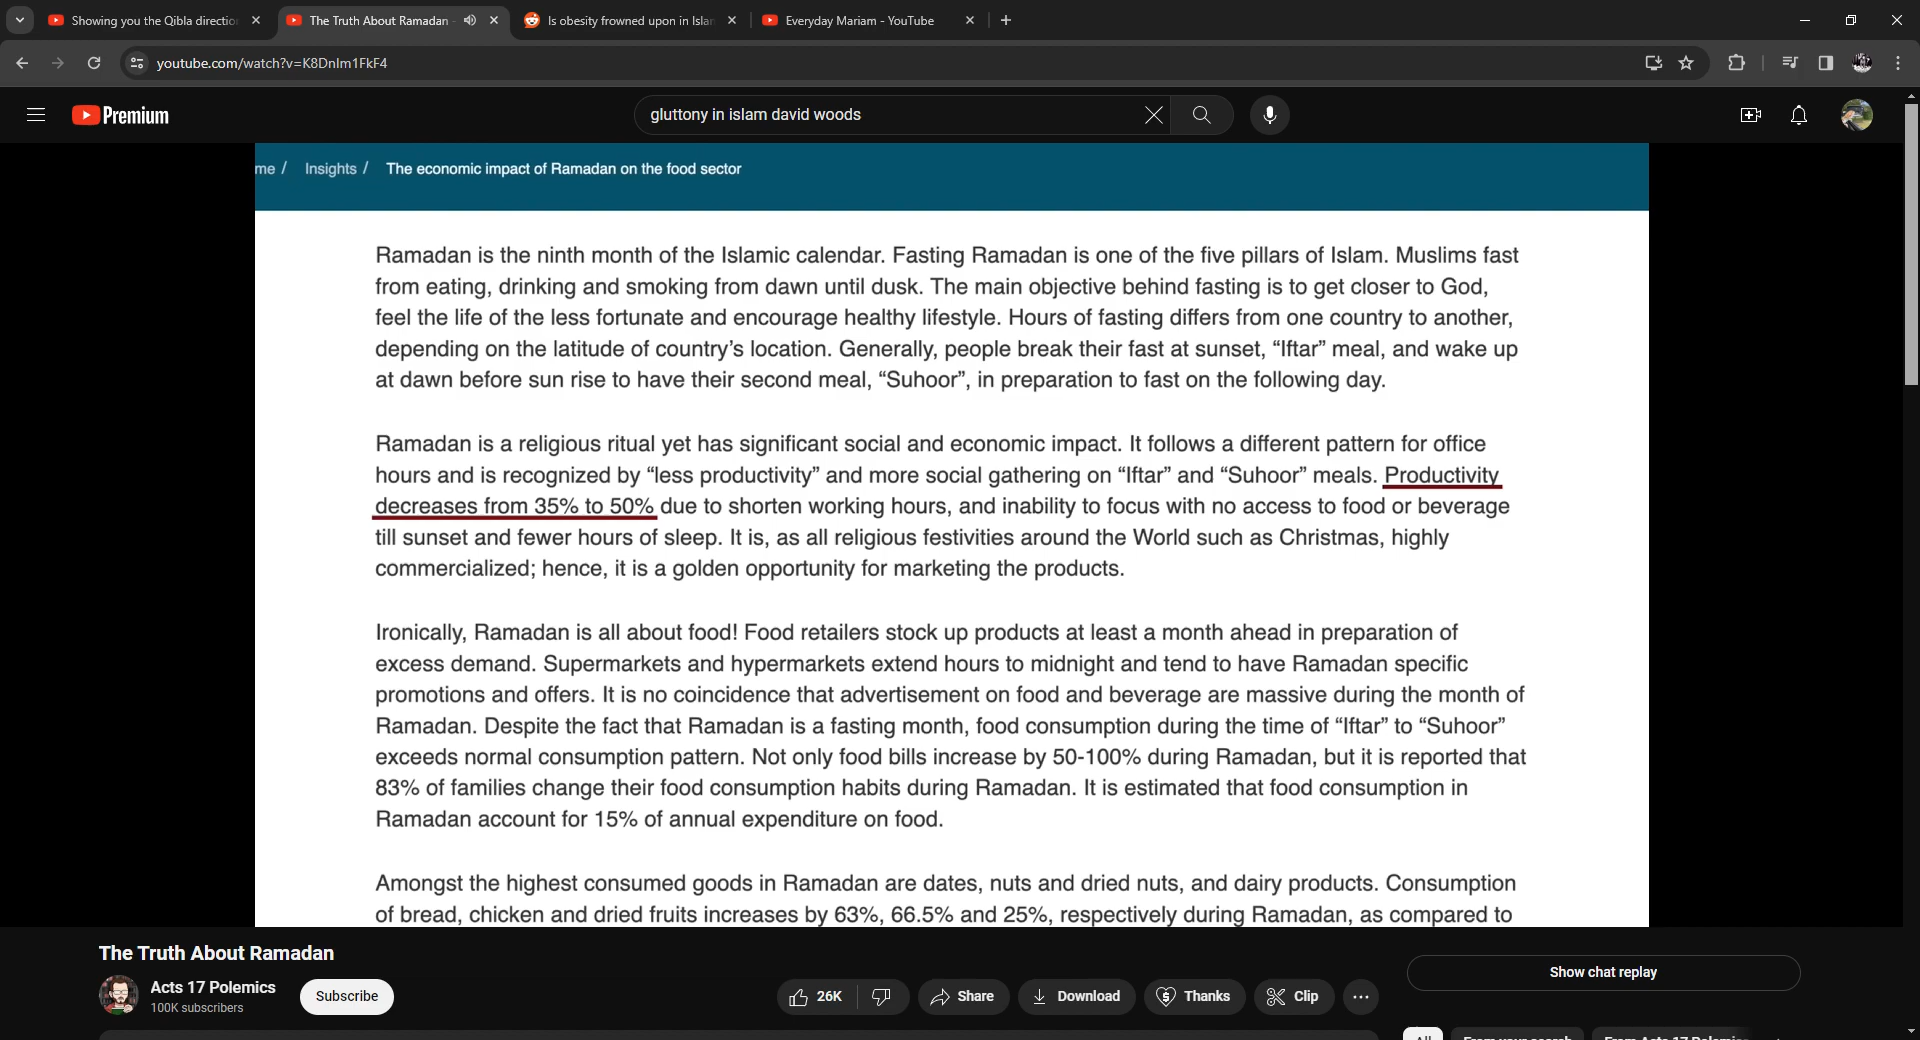 Showing you the Qibla directio
The Truth About Ramadan -
Is obesity frowned upon in Islam
Everyday Mariam - YouTube
youtube.com/watch?v=K8DnIm1FkF4
Premium
gluttony in islam david woods
me / Insights / The economic impact of Ramadan on the food sector
Ramadan is the ninth month of the Islamic calendar. Fasting Ramadan is one of the five pillars of Islam. Muslims fast
from eating, drinking and smoking from dawn until dusk. The main objective behind fasting is to get closer to God,
feel the life of the less fortunate and encourage healthy lifestyle. Hours of fasting differs from one country to another,
depending on the latitude of country’s location. Generally, people break their fast at sunset, “Iftar” meal, and wake up
at dawn before sun rise to have their second meal, “Suhoor”, in preparation to fast on the following day.
Ramadan is a religious ritual yet has significant social and economic impact. It follows a different pattern for office
hours and is recognized by “less productivity” and more social gathering on “Iftar” and “Suhoor” meals. Productivity
decreases from 35% to 50% due to shorten working hours, and inability to focus with no access to food or beverage
till sunset and fewer hours of sleep. It is, as all religious festivities around the World such as Christmas, highly
commercialized; hence, it is a golden opportunity for marketing the products.
Ironically, Ramadan is all about food! Food retailers stock up products at least a month ahead in preparation of
excess demand. Supermarkets and hypermarkets extend hours to midnight and tend to have Ramadan specific
promotions and offers. It is no coincidence that advertisement on food and beverage are massive during the month of
Ramadan. Despite the fact that Ramadan is a fasting month, food consumption during the time of “Iftar” to “Suhoor”
exceeds normal consumption pattern. Not only food bills increase by 50-100% during Ramadan, but it is reported that
83% of families change their food consumption habits during Ramadan. It is estimated that food consumption in
Ramadan account for 15% of annual expenditure on food.
Amongst the highest consumed goods in Ramadan are dates, nuts and dried nuts, and dairy products. Consumption
of bread, chicken and dried fruits increases by 63%, 66.5% and 25%, respectively during Ramadan, as compared to
The Truth About Ramadan
Acts 17 Polemics
100K subscribers
Subscribe
26K
Share
Download
Thanks
Clip
Show chat replay
All
From your search
From Acts 17 Polemics